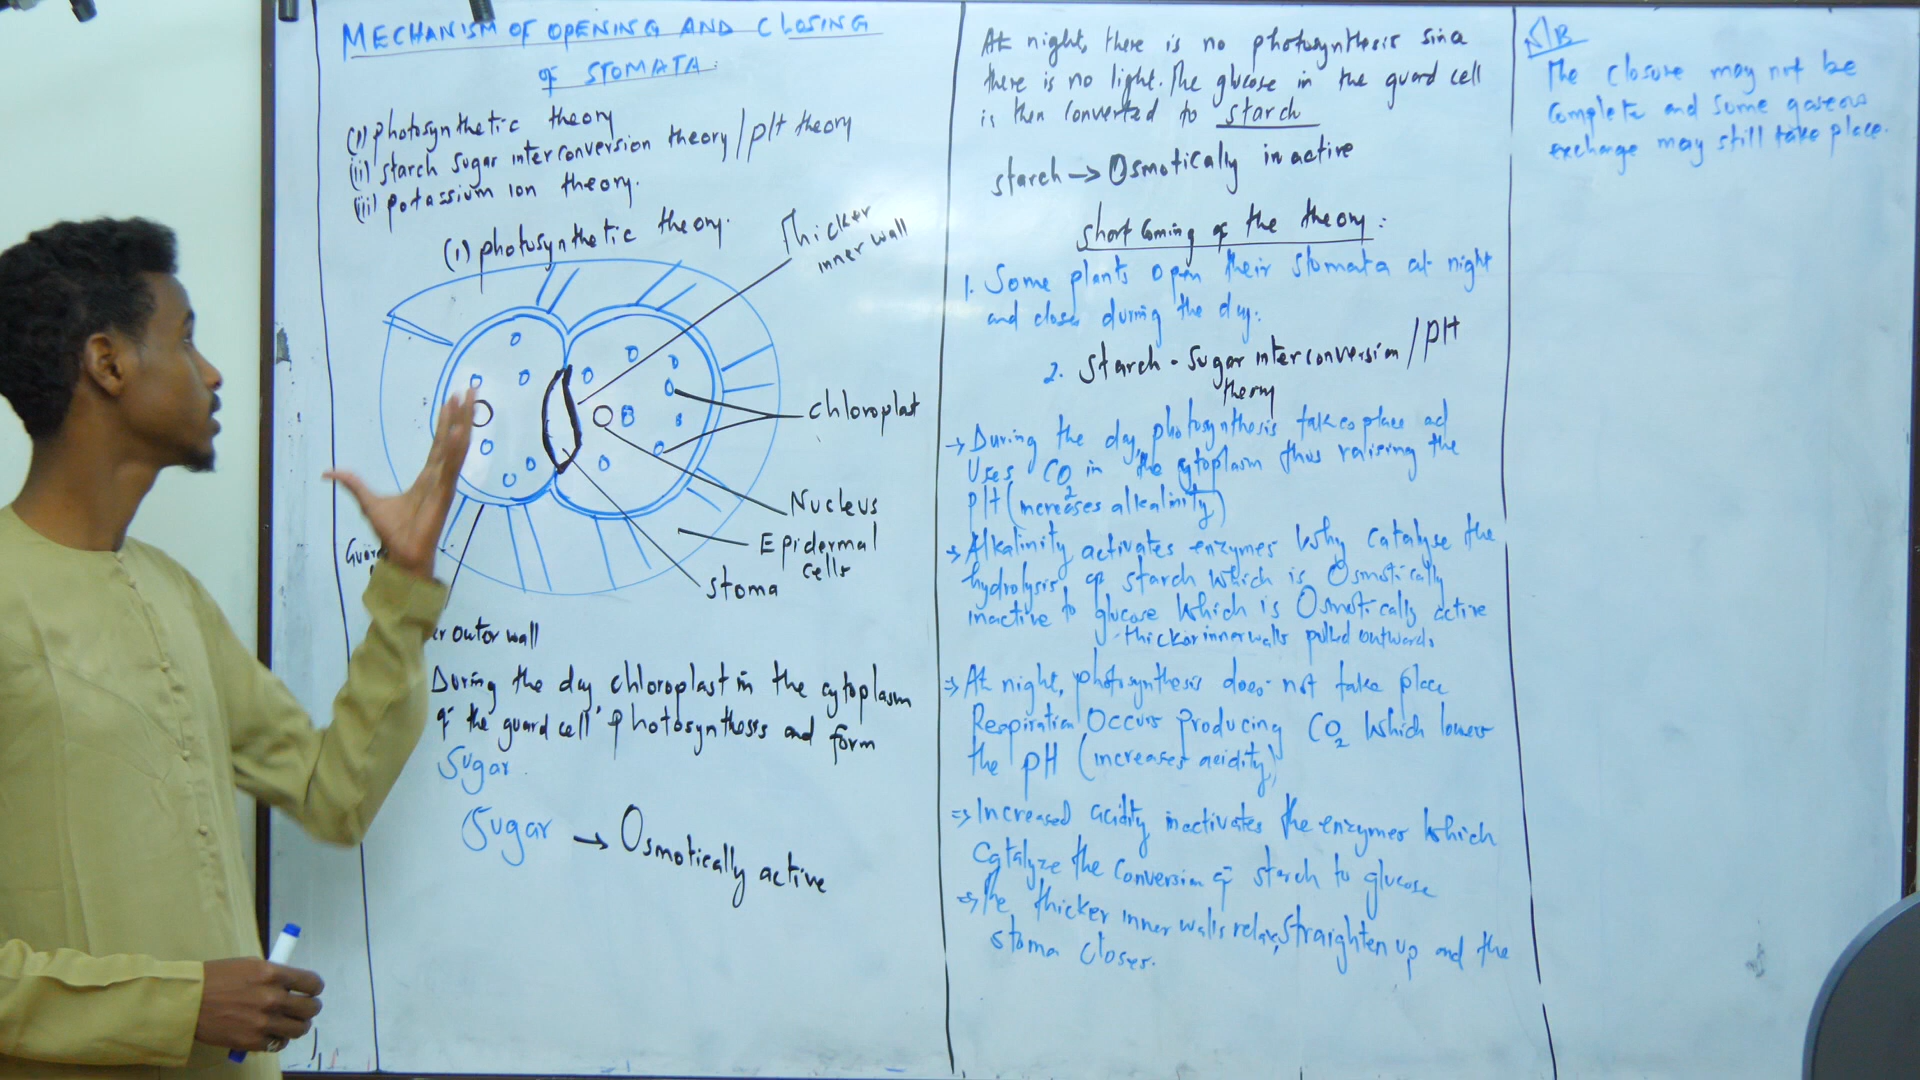 MECHANISM OF OPENING AND CLOSING
OF STOMATA
(i) photosynthetic theory
(ii) starch sugar interconversion theory/pH theory
(iii) potassium ion theory.
(1) photosynthetic theory.
Thicker
inner wall
chloroplast
Nucleus
Epidermal
cells
stoma
Guar
er outer wall
During the day, chloroplast in the cytoplasm
of the guard cell photosynthesis and form
Sugar.
Sugar → Osmotically active
At night, there is no photosynthesis since
there is no light. The glucose in the guard cell
is then converted to starch
starch → Osmotically inactive
Short coming of the theory:
1. Some plants open their stomata at night
and close during the day.
2. Starch - sugar interconversion/PH
theory
→ During the day, photosynthesis takes place ad
Uses CO2 in the cytoplasm thus raising the
pH (increases alkalinity)
→ Alkalinity activates enzymes why catalyse the
hydrolysis of starch which is Osmotically
inactive to glucose which is Osmotically active
- thicker inner walls pulled outwards
⇒ At night, photosynthesis does not take place
Respiration Occurs producing CO2 which lowers
the pH (increases acidity)
⇒ Increased acidity inactivates the enzymes which
Catalyze the conversion of starch to glucose
⇒ The thicker inner walls relax, straighten up and the
stoma closes.
N/B
The closure may not be
complete and some gaseous
exchange may still take place.